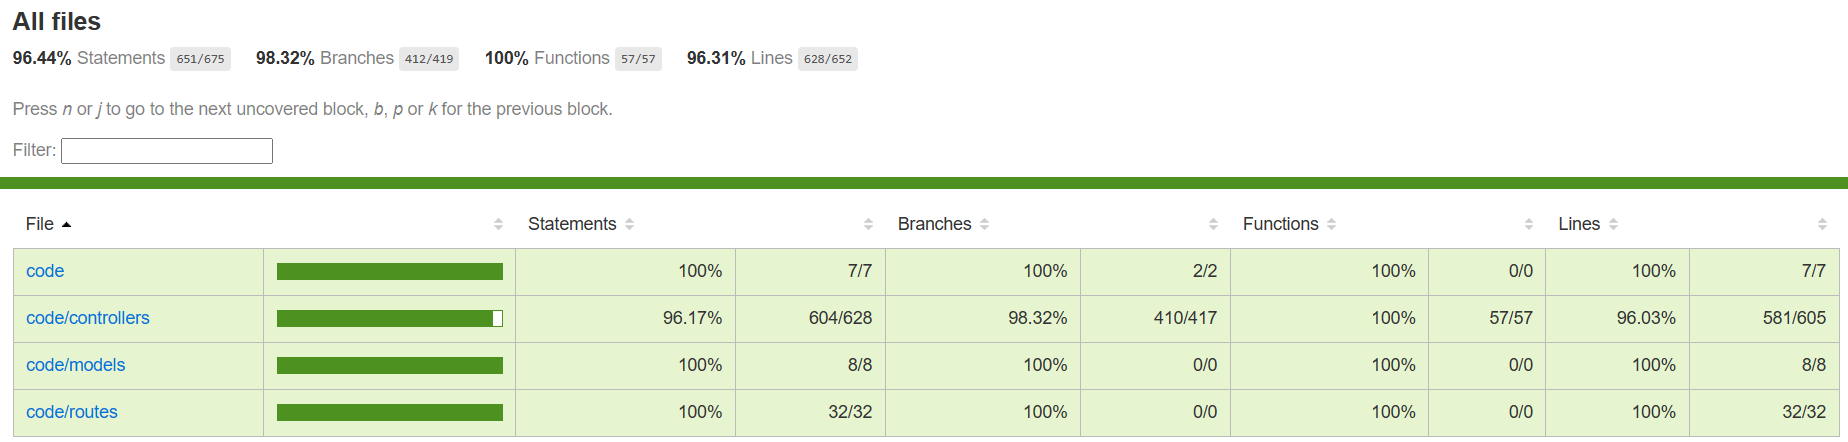 All files
96.44% Statements 651/675 98.32% Branches 412/419 100% Functions 57/57 96.31% Lines 628/652
Press n or j to go to the next uncovered block, b, p or k for the previous block.
Filter:
File Statements Branches Functions Lines
code 100% 7/7 100% 2/2 100% 0/0 100% 7/7
code/controllers 96.17% 604/628 98.32% 410/417 100% 57/57 96.03% 581/605
code/models 100% 8/8 100% 0/0 100% 0/0 100% 8/8
code/routes 100% 32/32 100% 0/0 100% 0/0 100% 32/32